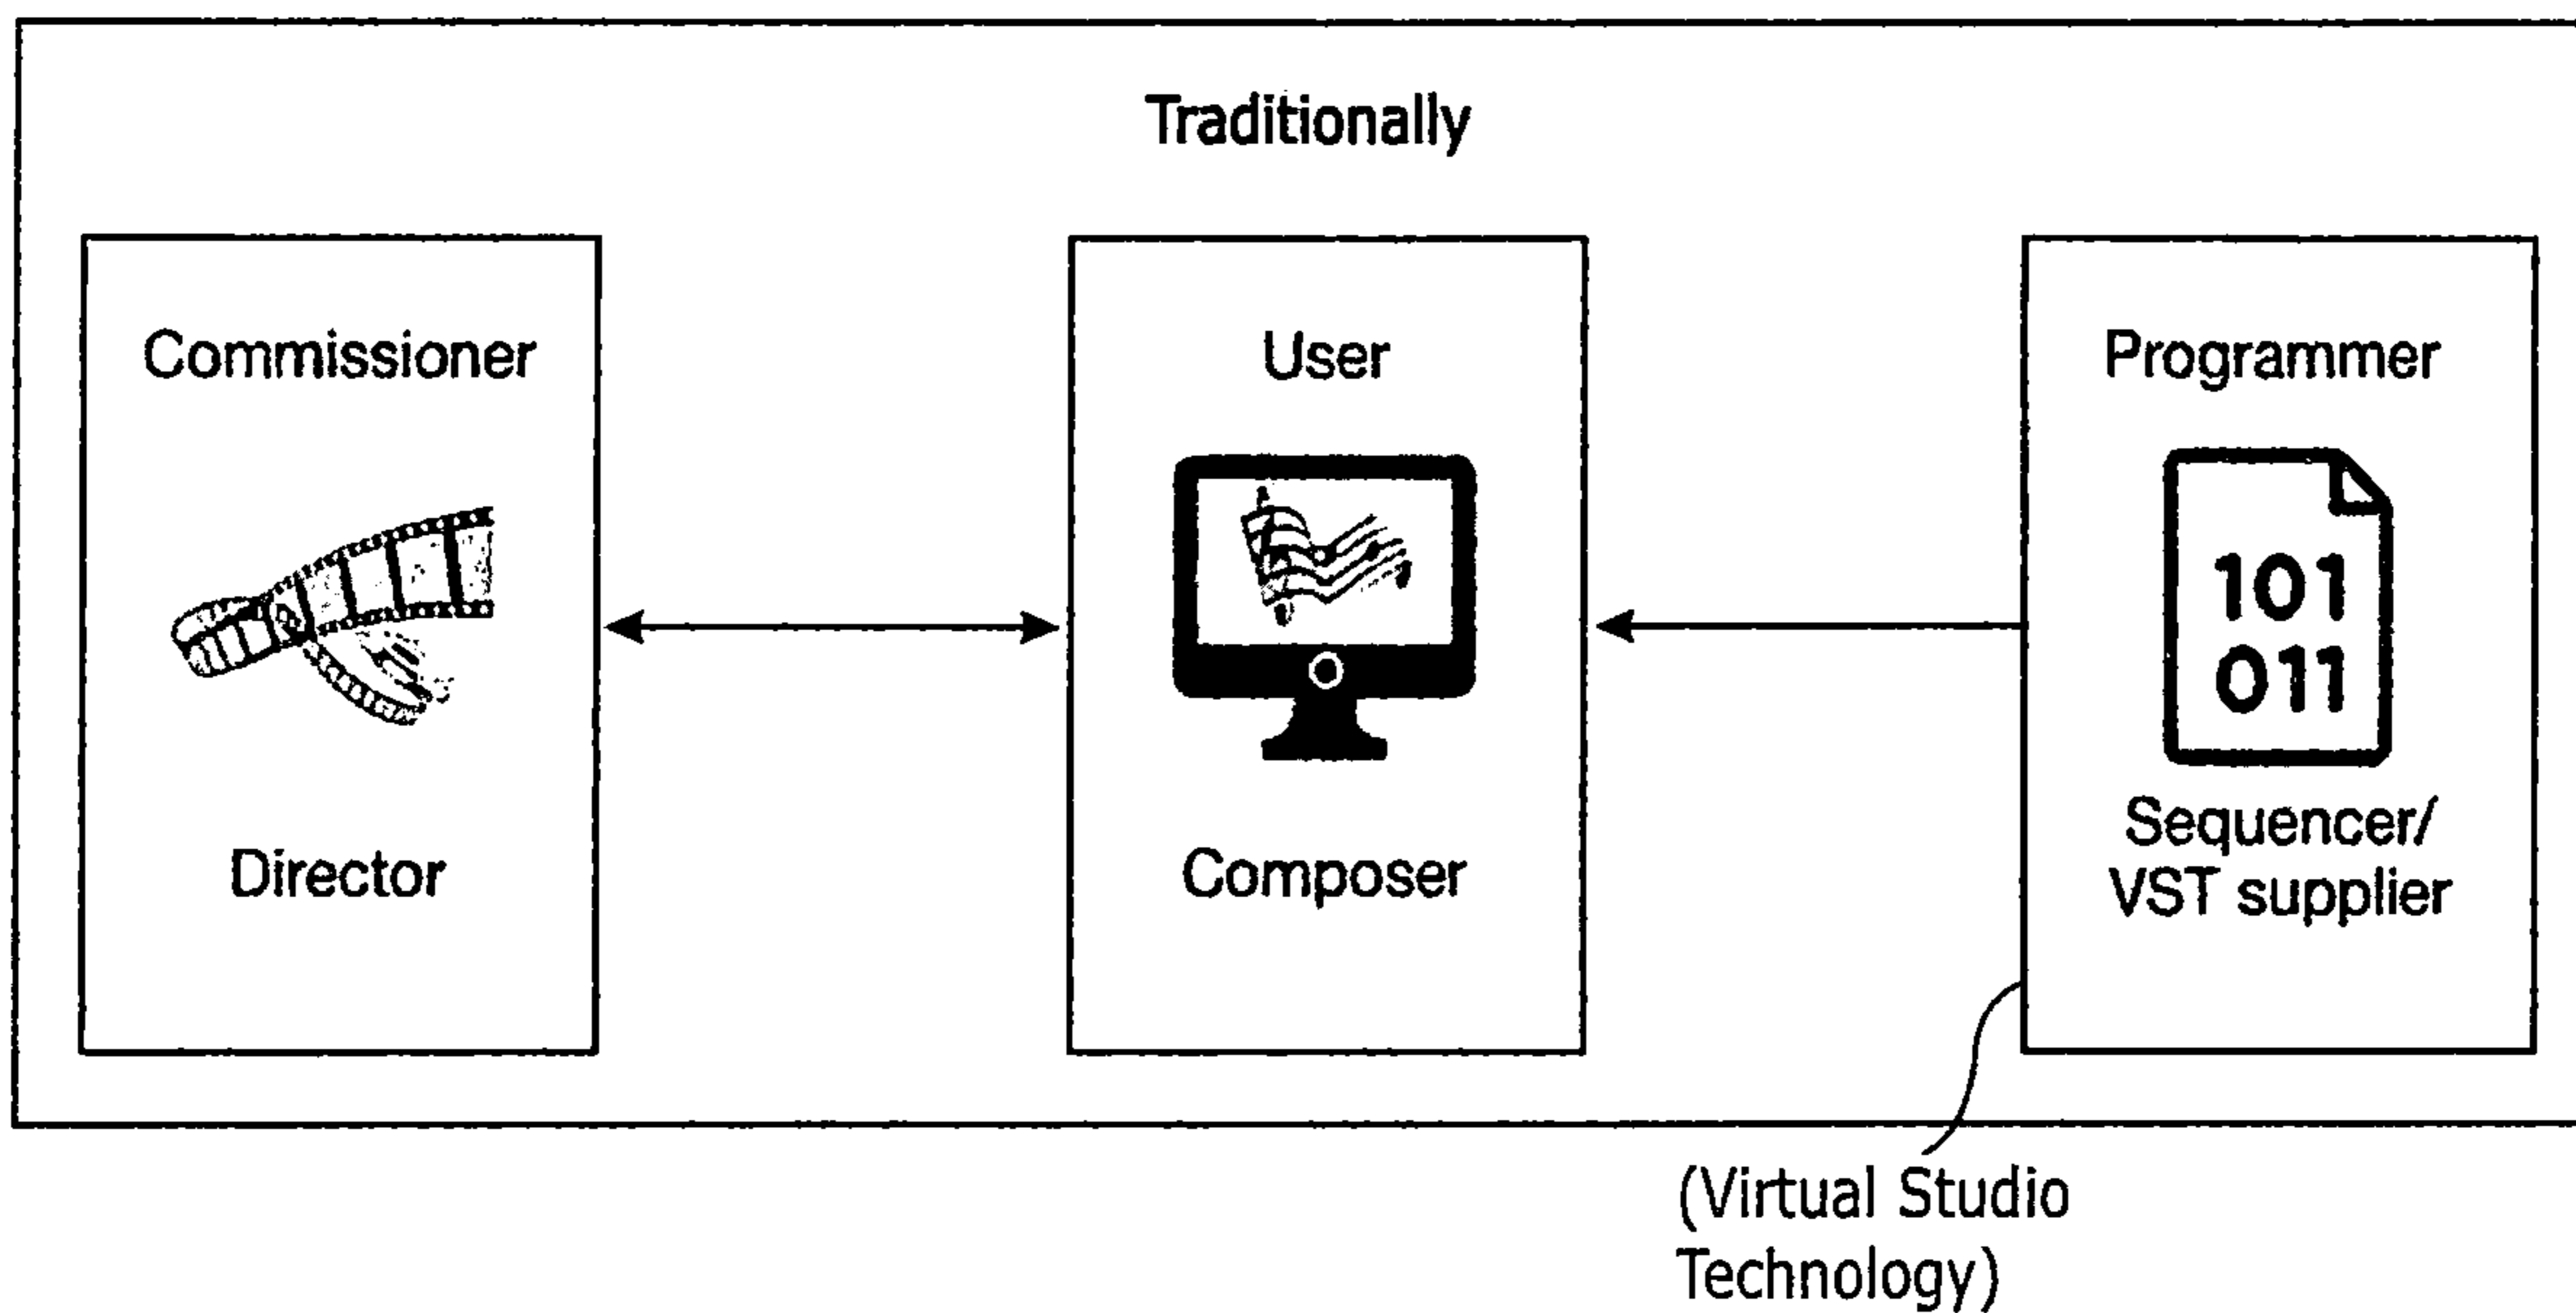 Traditionally
Commissioner
Director
User
Composer
Programmer
101
011
Sequencer/
VST supplier
(Virtual Studio
Technology)